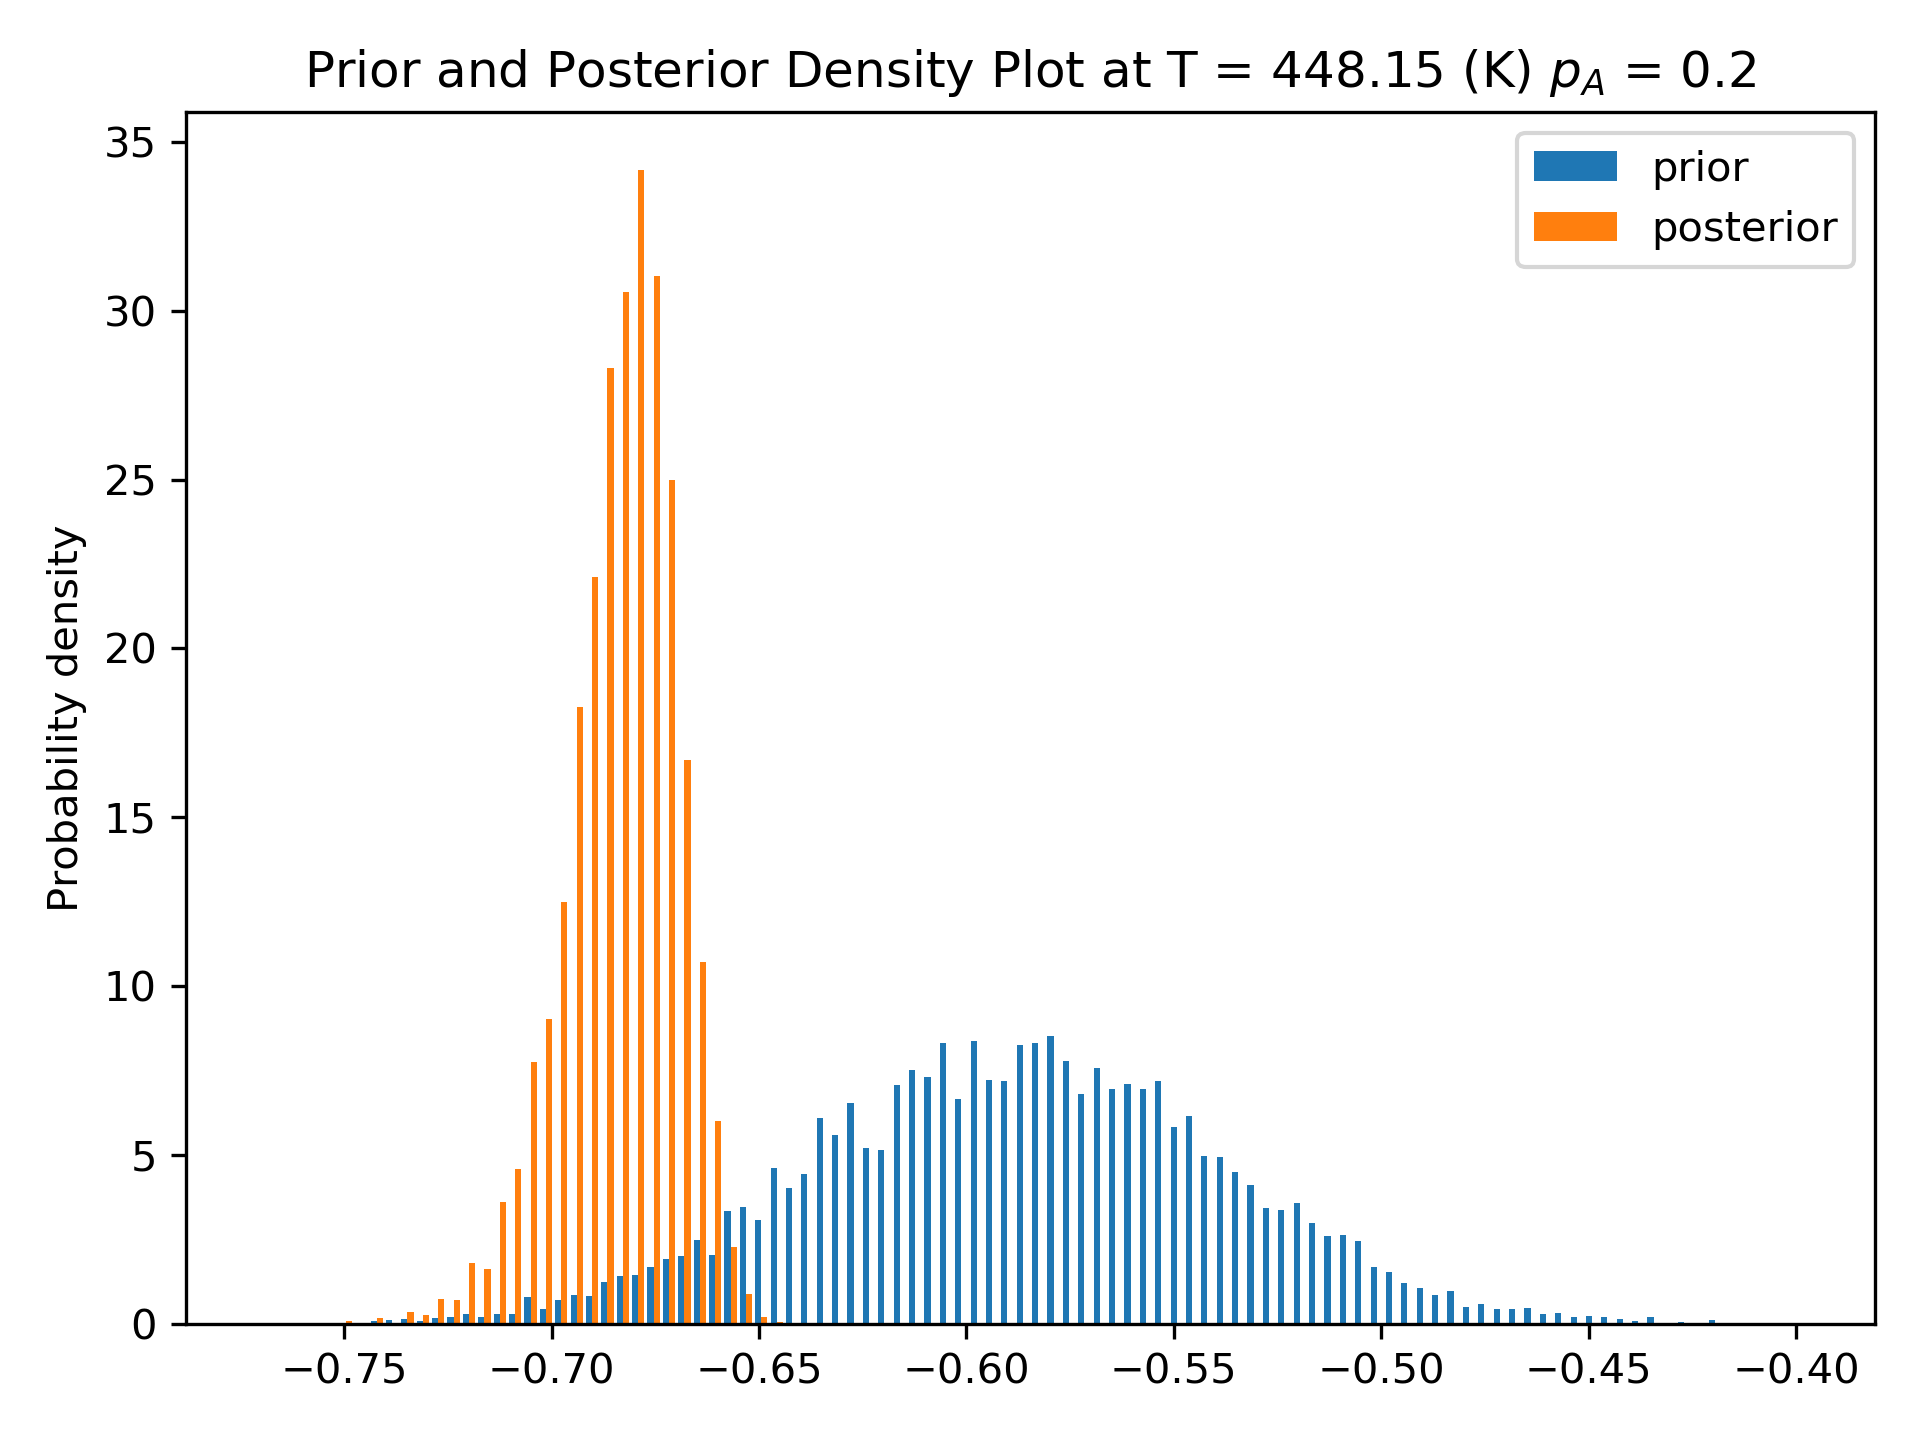 Prior and Posterior Density Plot at T = 448.15 (K) p_A = 0.2
prior
posterior
Probability density
35
30
25
20
15
10
5
0
−0.75 −0.70 −0.65 −0.60 −0.55 −0.50 −0.45 −0.40